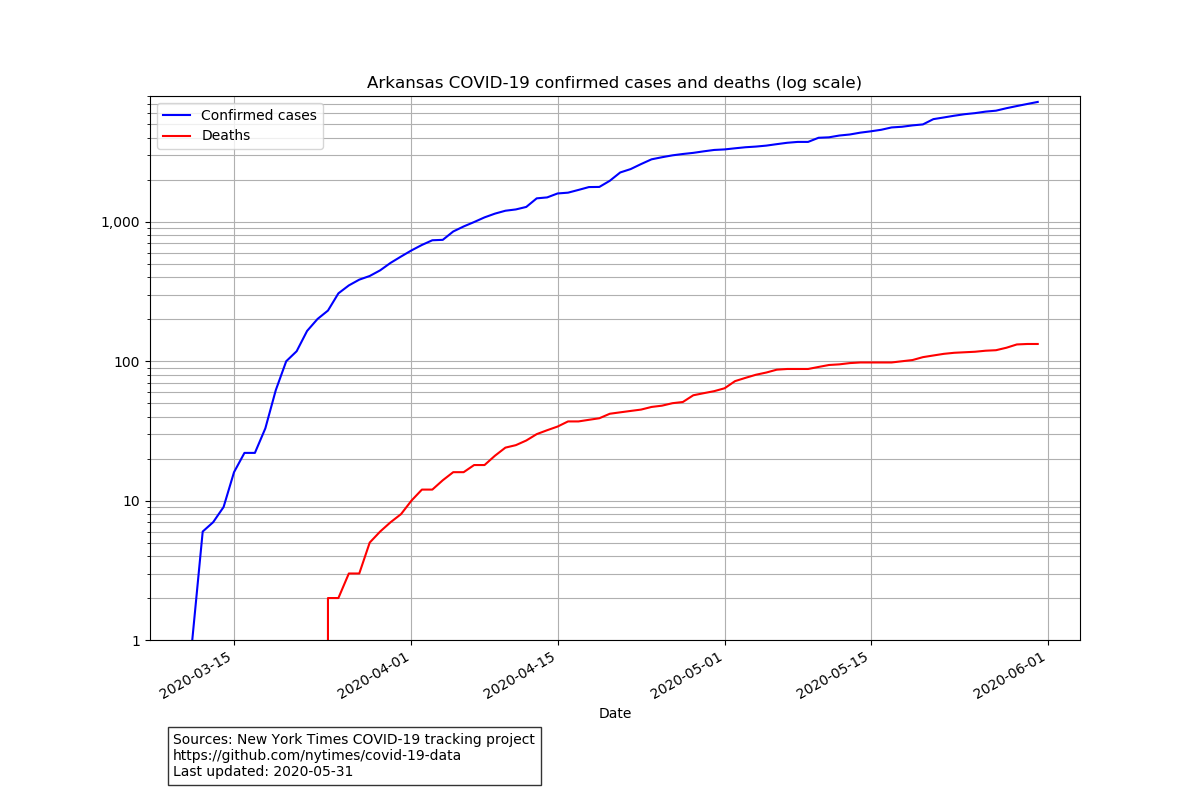 Arkansas COVID-19 confirmed cases and deaths (log scale)
Confirmed cases
Deaths
1,000
100
10
1
2020-03-15
2020-04-01
2020-04-15
2020-05-01
2020-05-15
2020-06-01
Date
Sources: New York Times COVID-19 tracking project
https://github.com/nytimes/covid-19-data
Last updated: 2020-05-31